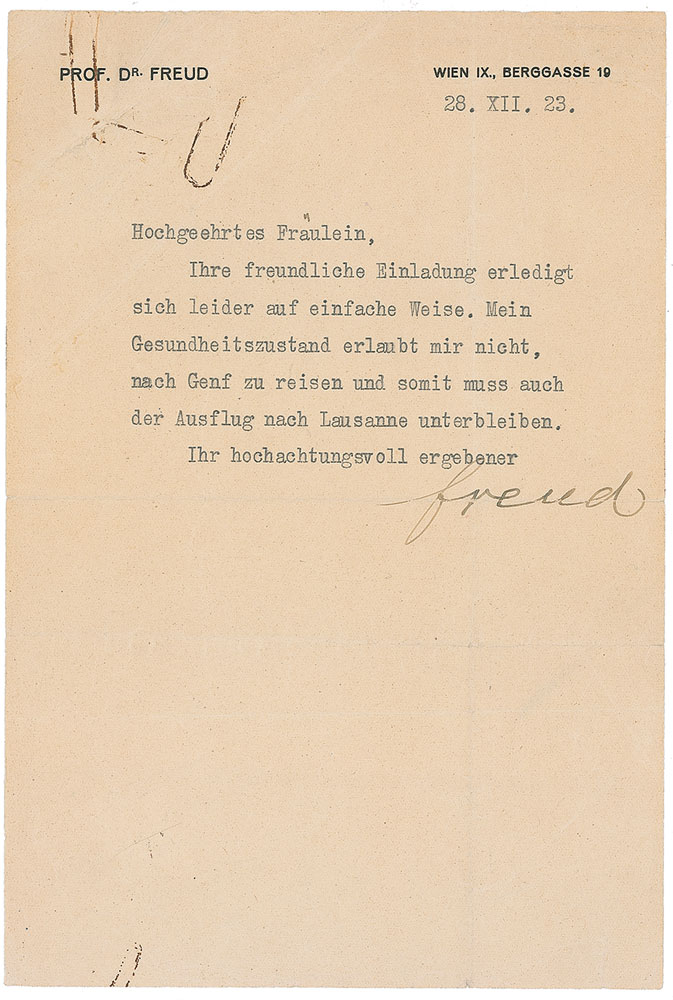 PROF. DR. FREUD
WIEN IX., BERGGASSE 19
28. XII. 23.
Hochgeehrtes Fräulein,
Ihre freundliche Einladung erledigt
sich leider auf einfache Weise. Mein
Gesundheitszustand erlaubt mir nicht,
nach Genf zu reisen und somit muss auch
der Ausflug nach Lausanne unterbleiben.
Ihr hochachtungsvoll ergebener
freud